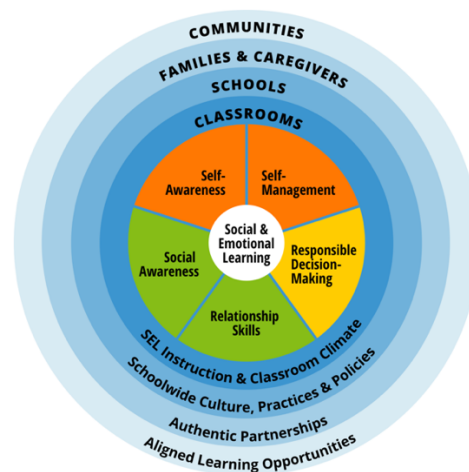 COMMUNITIES
FAMILIES & CAREGIVERS
SCHOOLS
CLASSROOMS
Self-
Awareness
Self-
Management
Social &
Emotional
Learning
Social
Awareness
Responsible
Decision-
Making
Relationship
Skills
SEL Instruction & Classroom Climate
Schoolwide Culture, Practices & Policies
Authentic Partnerships
Aligned Learning Opportunities